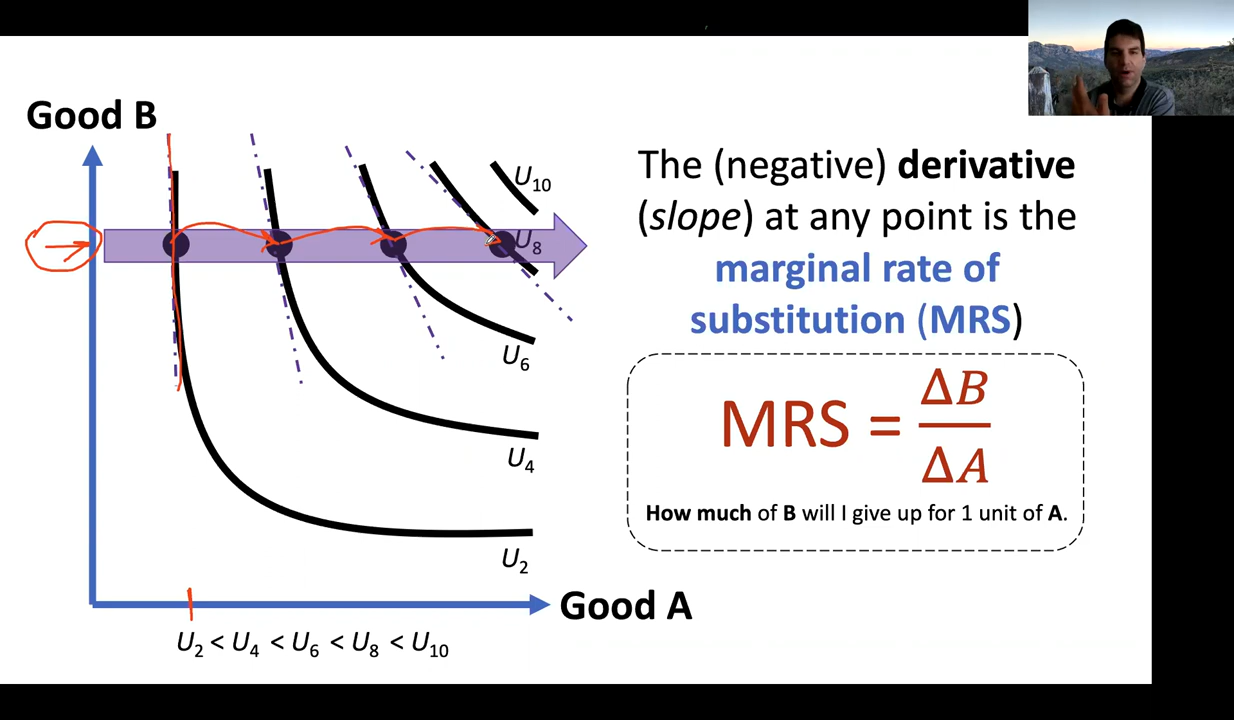 Good B
The (negative) derivative
(slope) at any point is the
marginal rate of
substitution (MRS)
MRS = ΔB/ΔA
How much of B will I give up for 1 unit of A.
U10
U8
U6
U4
U2
Good A
U2 < U4 < U6 < U8 < U10